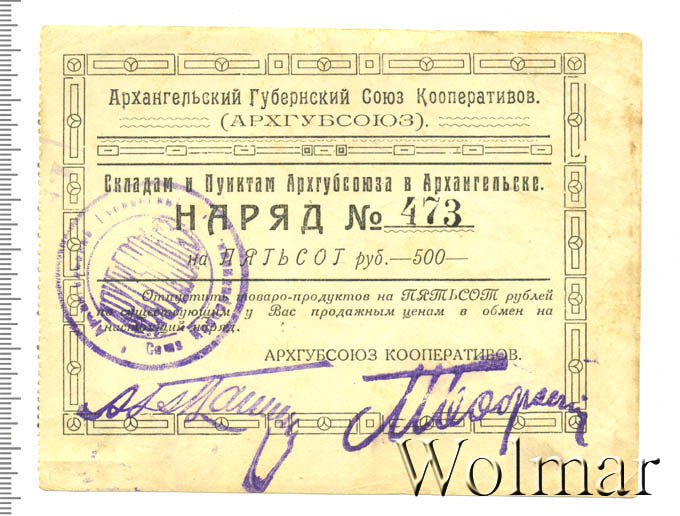 Архангельский Губернский Союз Кооперативов.
(АРХГУБСОЮЗ).
Складам и Пунктам Архгубсоюза в Архангельске.
НАРЯД № 473
на ПЯТЬСОТ руб.—500—
Отпустить товаро-продуктов на ПЯТЬСОТ рублей
по существующим у Вас продажным ценам в обмен на
настоящий наряд.
АРХГУБСОЮЗ КООПЕРАТИВОВ.
Wolmar